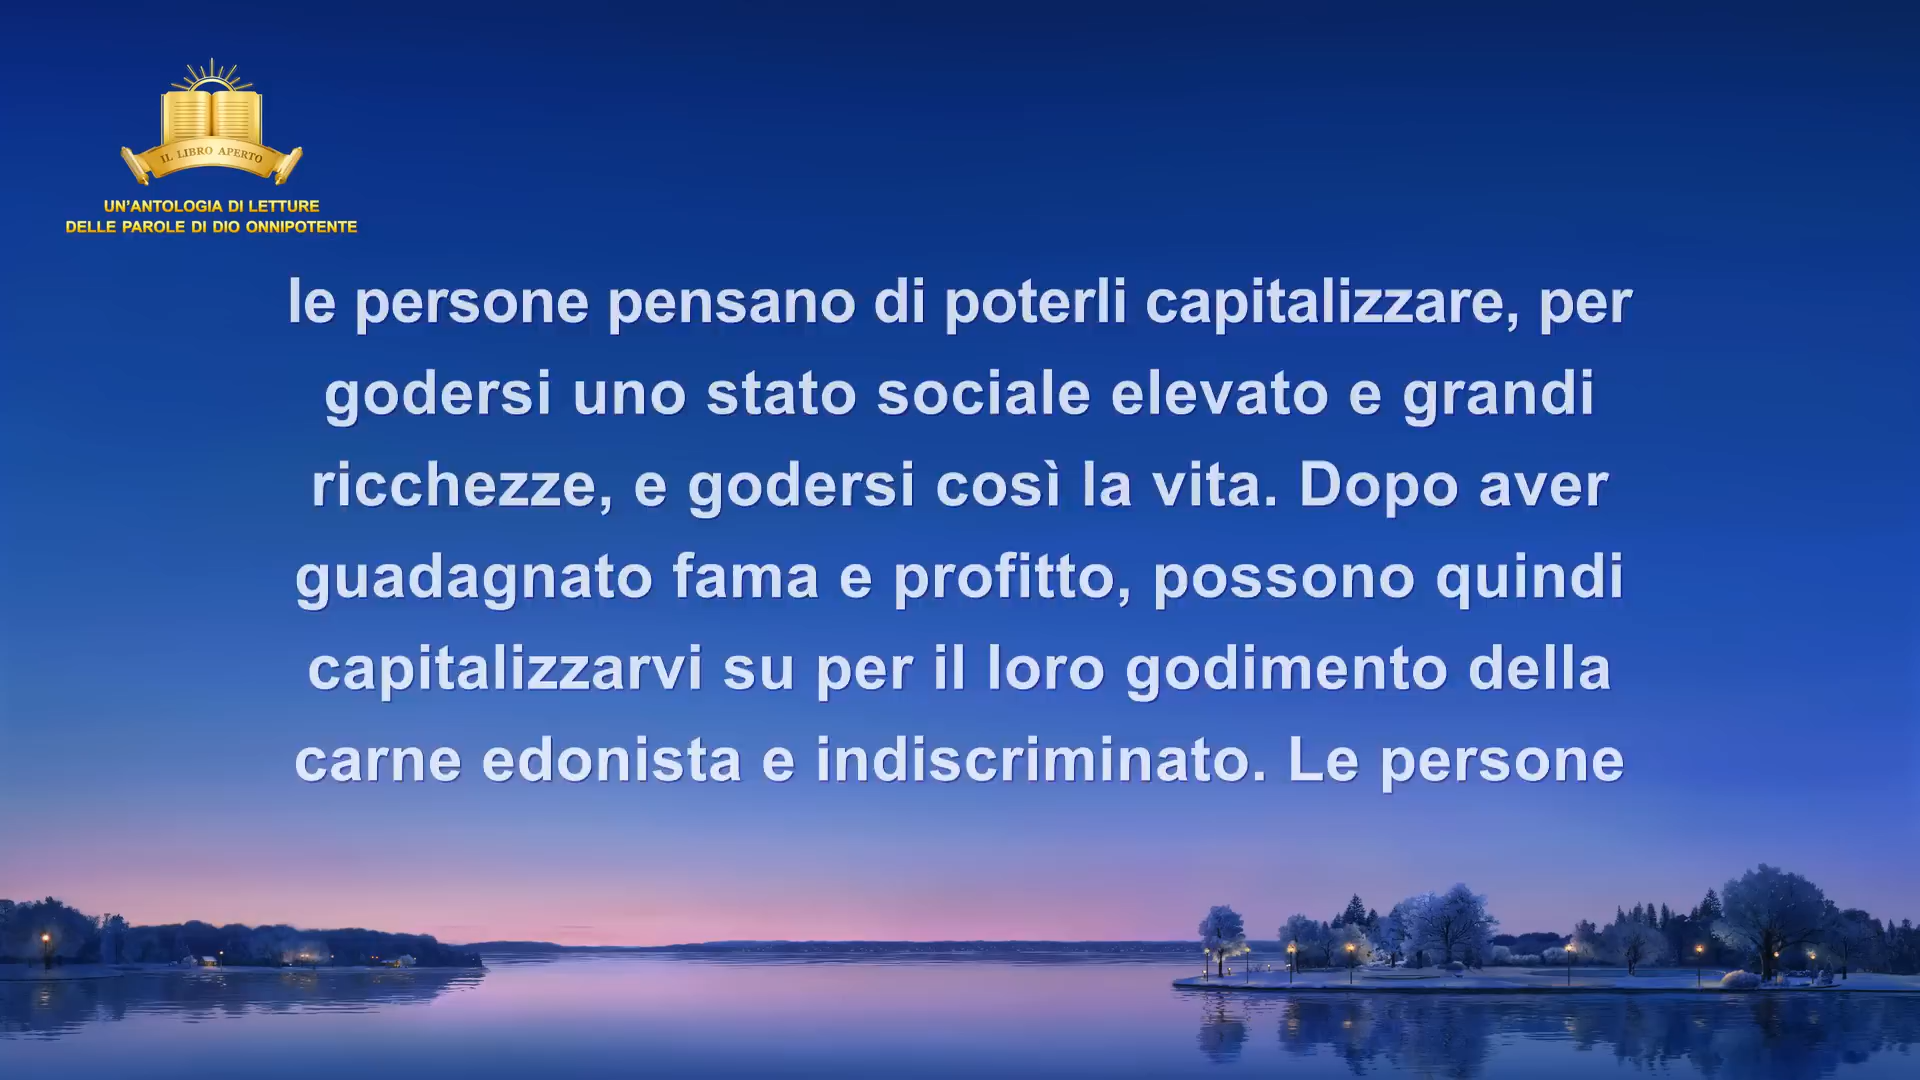 IL LIBRO APERTO
UN'ANTOLOGIA DI LETTURE
DELLE PAROLE DI DIO ONNIPOTENTE
le persone pensano di poterli capitalizzare, per
godersi uno stato sociale elevato e grandi
ricchezze, e godersi così la vita. Dopo aver
guadagnato fama e profitto, possono quindi
capitalizzarvi su per il loro godimento della
carne edonista e indiscriminato. Le persone